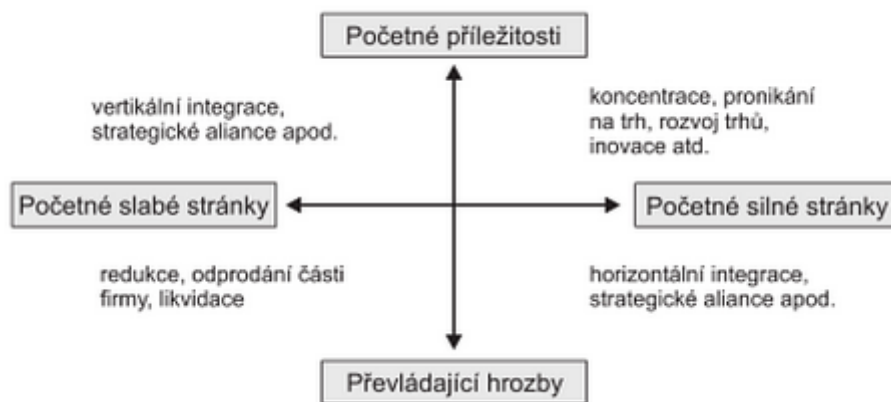 Početné příležitosti
vertikální integrace,
strategické aliance apod.
koncentrace, pronikání
na trh, rozvoj trhů,
inovace atd.
Početné slabé stránky
Početné silné stránky
redukce, odprodání části
firmy, likvidace
horizontální integrace,
strategické aliance apod.
Převládající hrozby